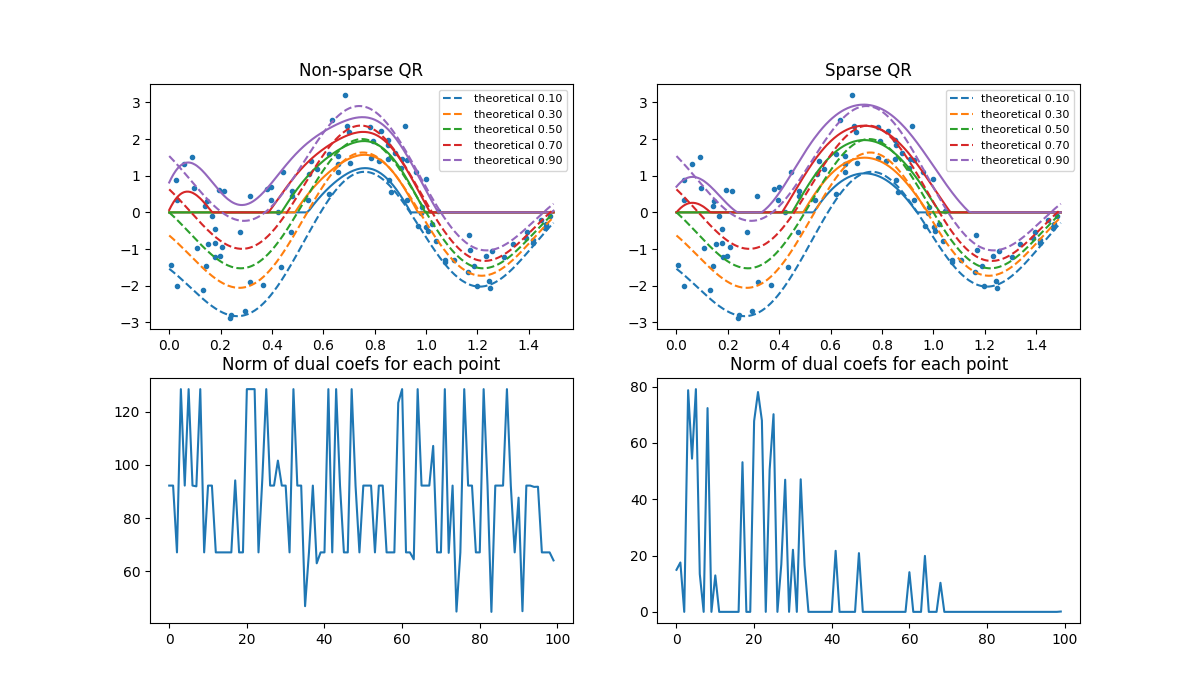 Non-sparse QR
3
2
1
0
−1
−2
−3
0.0 0.2 0.4 0.6 0.8 1.0 1.2 1.4
theoretical 0.10
theoretical 0.30
theoretical 0.50
theoretical 0.70
theoretical 0.90
Sparse QR
3
2
1
0
−1
−2
−3
0.0 0.2 0.4 0.6 0.8 1.0 1.2 1.4
theoretical 0.10
theoretical 0.30
theoretical 0.50
theoretical 0.70
theoretical 0.90
Norm of dual coefs for each point
120
100
80
60
0 20 40 60 80 100
Norm of dual coefs for each point
80
60
40
20
0
0 20 40 60 80 100